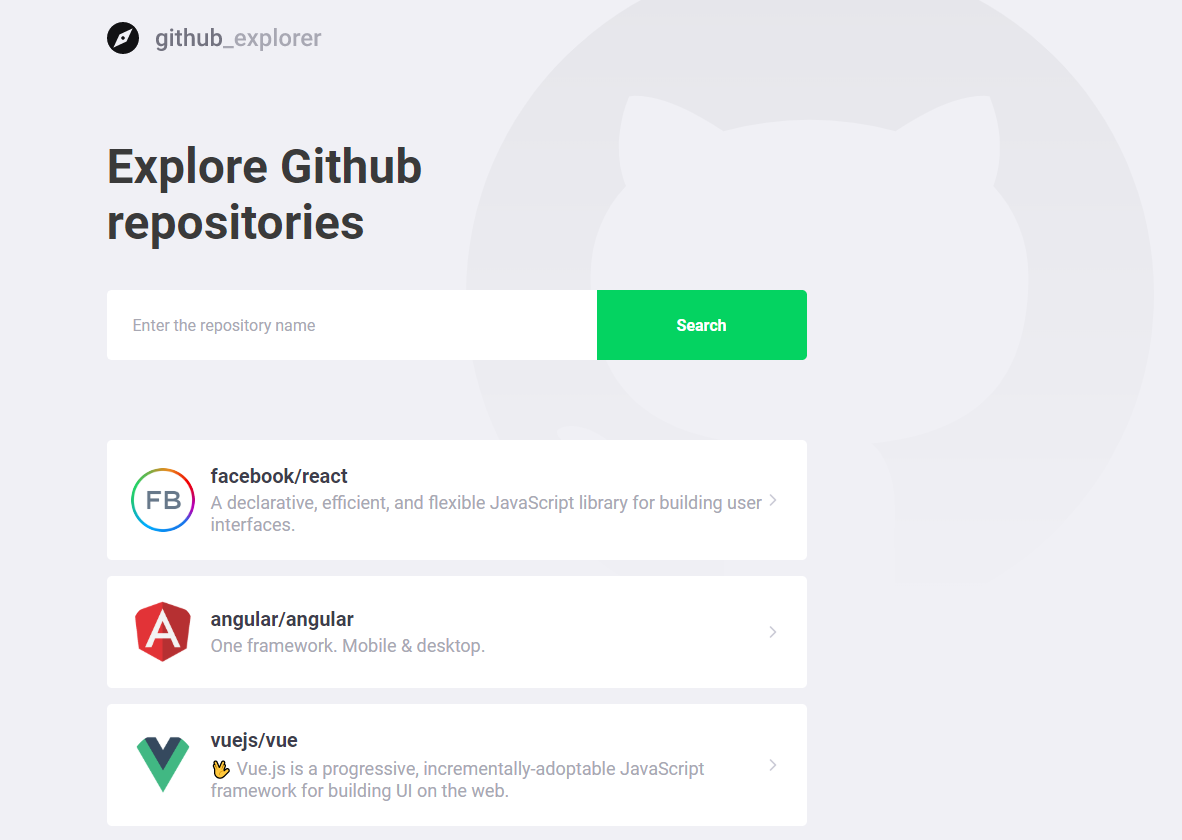 github_explorer
Explore Github
repositories
Enter the repository name
Search
FB
facebook/react
A declarative, efficient, and flexible JavaScript library for building user
interfaces.
A
angular/angular
One framework. Mobile & desktop.
vuejs/vue
🖖 Vue.js is a progressive, incrementally-adoptable JavaScript
framework for building UI on the web.